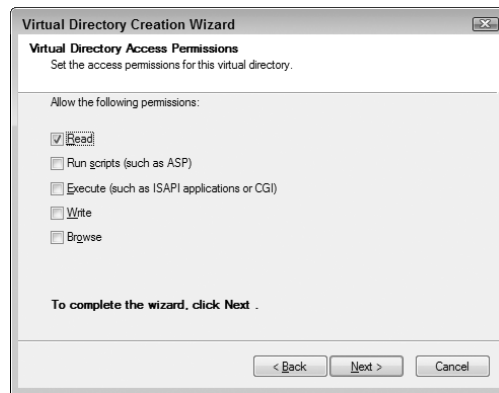 Virtual Directory Creation Wizard
Virtual Directory Access Permissions
Set the access permissions for this virtual directory.
Allow the following permissions:
Read
Run scripts (such as ASP)
Execute (such as ISAPI applications or CGI)
Write
Browse
To complete the wizard, click Next .
< Back
Next >
Cancel